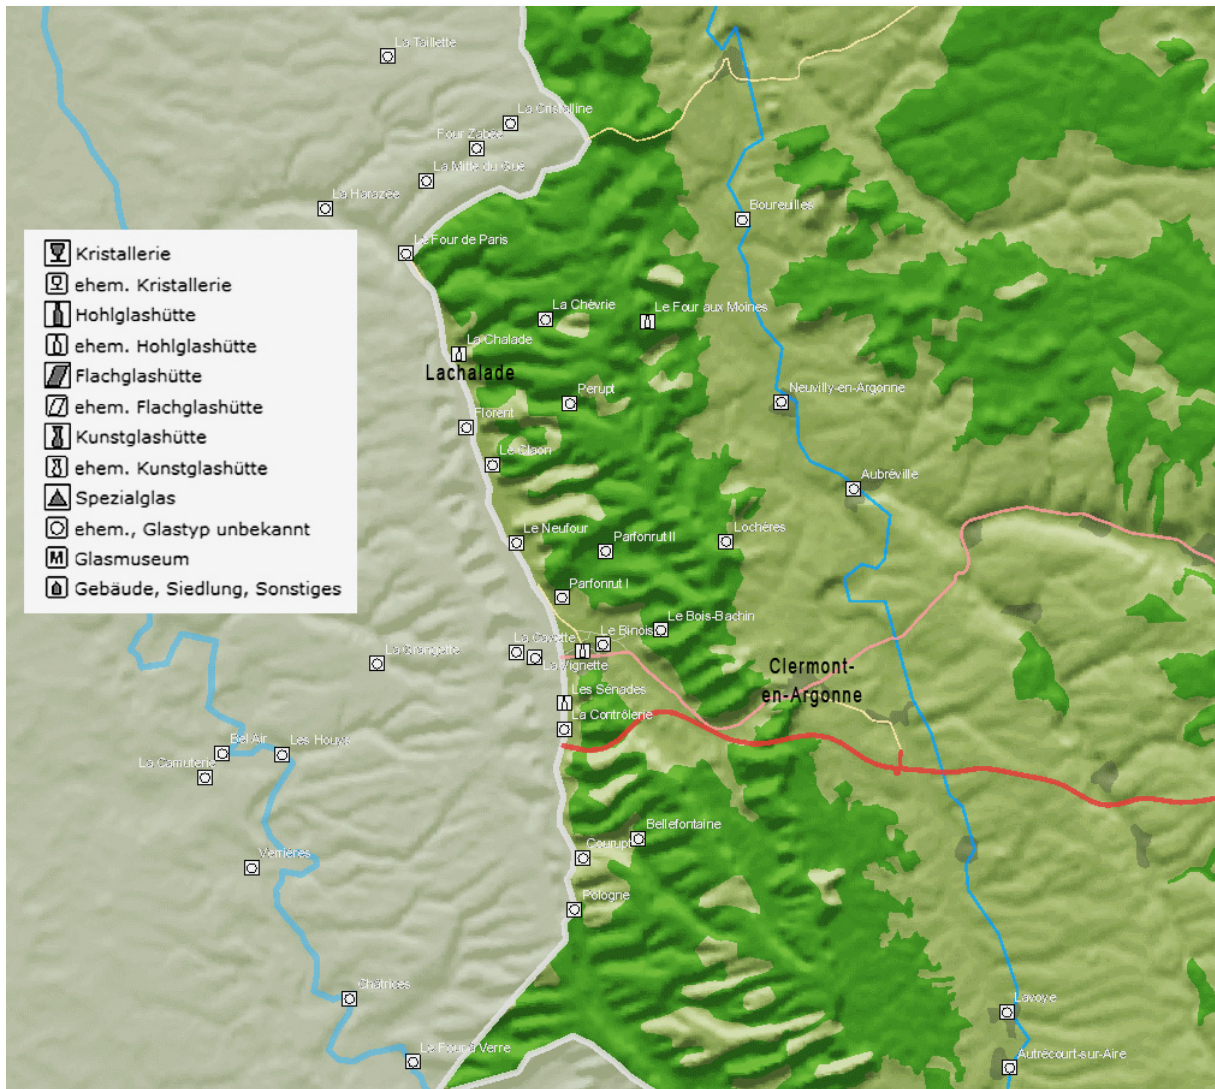 La Taillette
La Cristalline
Four Zabée
La Mitte du Gué
La Harazée
Boureuilles
Le Four de Paris
Kristallerie
ehem. Kristallerie
Hohlglashütte
ehem. Hohlglashütte
Flachglashütte
ehem. Flachglashütte
Kunstglashütte
ehem. Kunstglashütte
Spezialglas
ehem., Glastyp unbekannt
Glasmuseum
M
Gebäude, Siedlung, Sonstiges
La Chèvrie
Le Four aux Moines
La Chalade
Lachalade
Perupt
Neuvilly-en-Argonne
Florent
Le Claon
Aubréville
Le Neufour
Parfonrut II
Lochères
Parfonrut I
Le Bois-Bachin
Le Binois
La Cavette
La Vignette
La Grangette
Clermont-
en-Argonne
Les Sénades
La Contrôlerie
Bel Air
Les Houys
La Camuterie
Bellefontaine
Courupt
Verrières
Pologne
Châtrices
Lavoye
Le Four à Verre
Autrécourt-sur-Aire